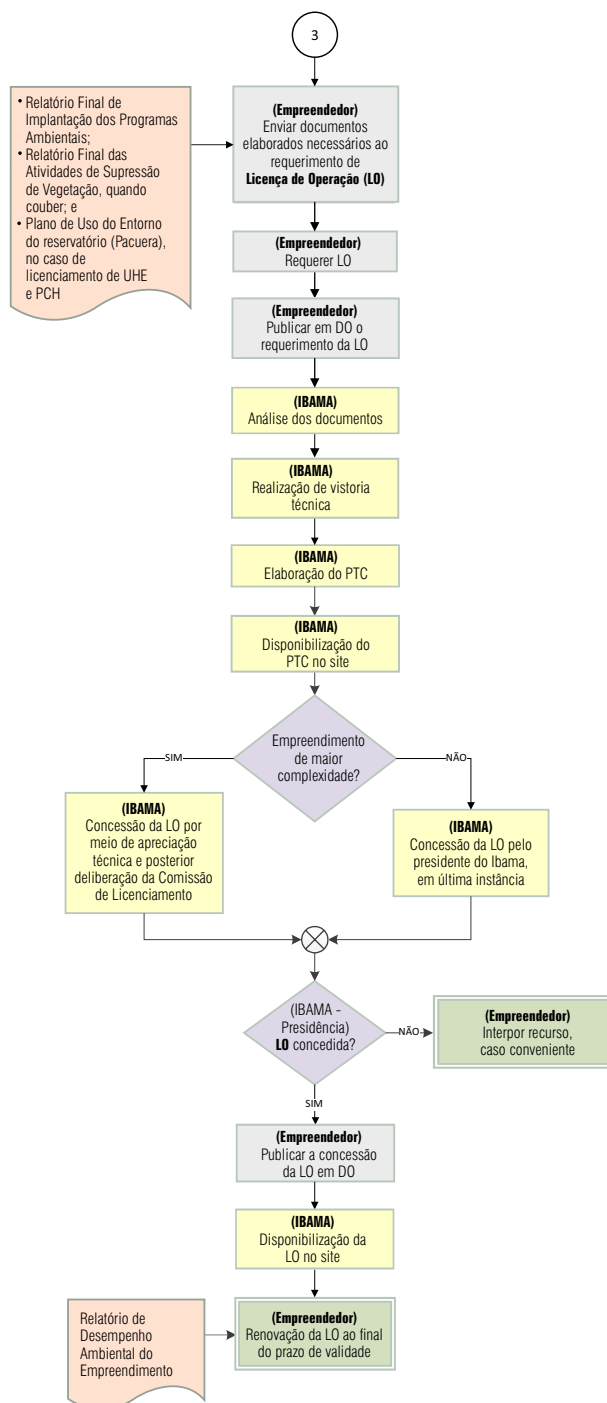 3
• Relatório Final de
Implantação dos Programas
Ambientais;
• Relatório Final das
Atividades de Supressão
de Vegetação, quando
couber; e
• Plano de Uso do Entorno
do reservatório (Pacuera),
no caso de
licenciamento de UHE
e PCH
(Empreendedor)
Enviar documentos
elaborados necessários ao
requerimento de
Licença de Operação (LO)
(Empreendedor)
Requerer LO
(Empreendedor)
Publicar em DO o
requerimento da LO
(IBAMA)
Análise dos documentos
(IBAMA)
Realização de vistoria
técnica
(IBAMA)
Elaboração do PTC
(IBAMA)
Disponibilização do
PTC no site
Empreendimento
de maior
complexidade?
SIM
NÃO
(IBAMA)
Concessão da LO por
meio de apreciação
técnica e posterior
deliberação da Comissão
de Licenciamento
(IBAMA)
Concessão da LO pelo
presidente do Ibama,
em última instância
(IBAMA -
Presidência)
LO concedida?
NÃO
(Empreendedor)
Interpor recurso,
caso conveniente
SIM
(Empreendedor)
Publicar a concessão
da LO em DO
(IBAMA)
Disponibilização da
LO no site
Relatório de
Desempenho
Ambiental do
Empreendimento
(Empreendedor)
Renovação da LO ao final
do prazo de validade